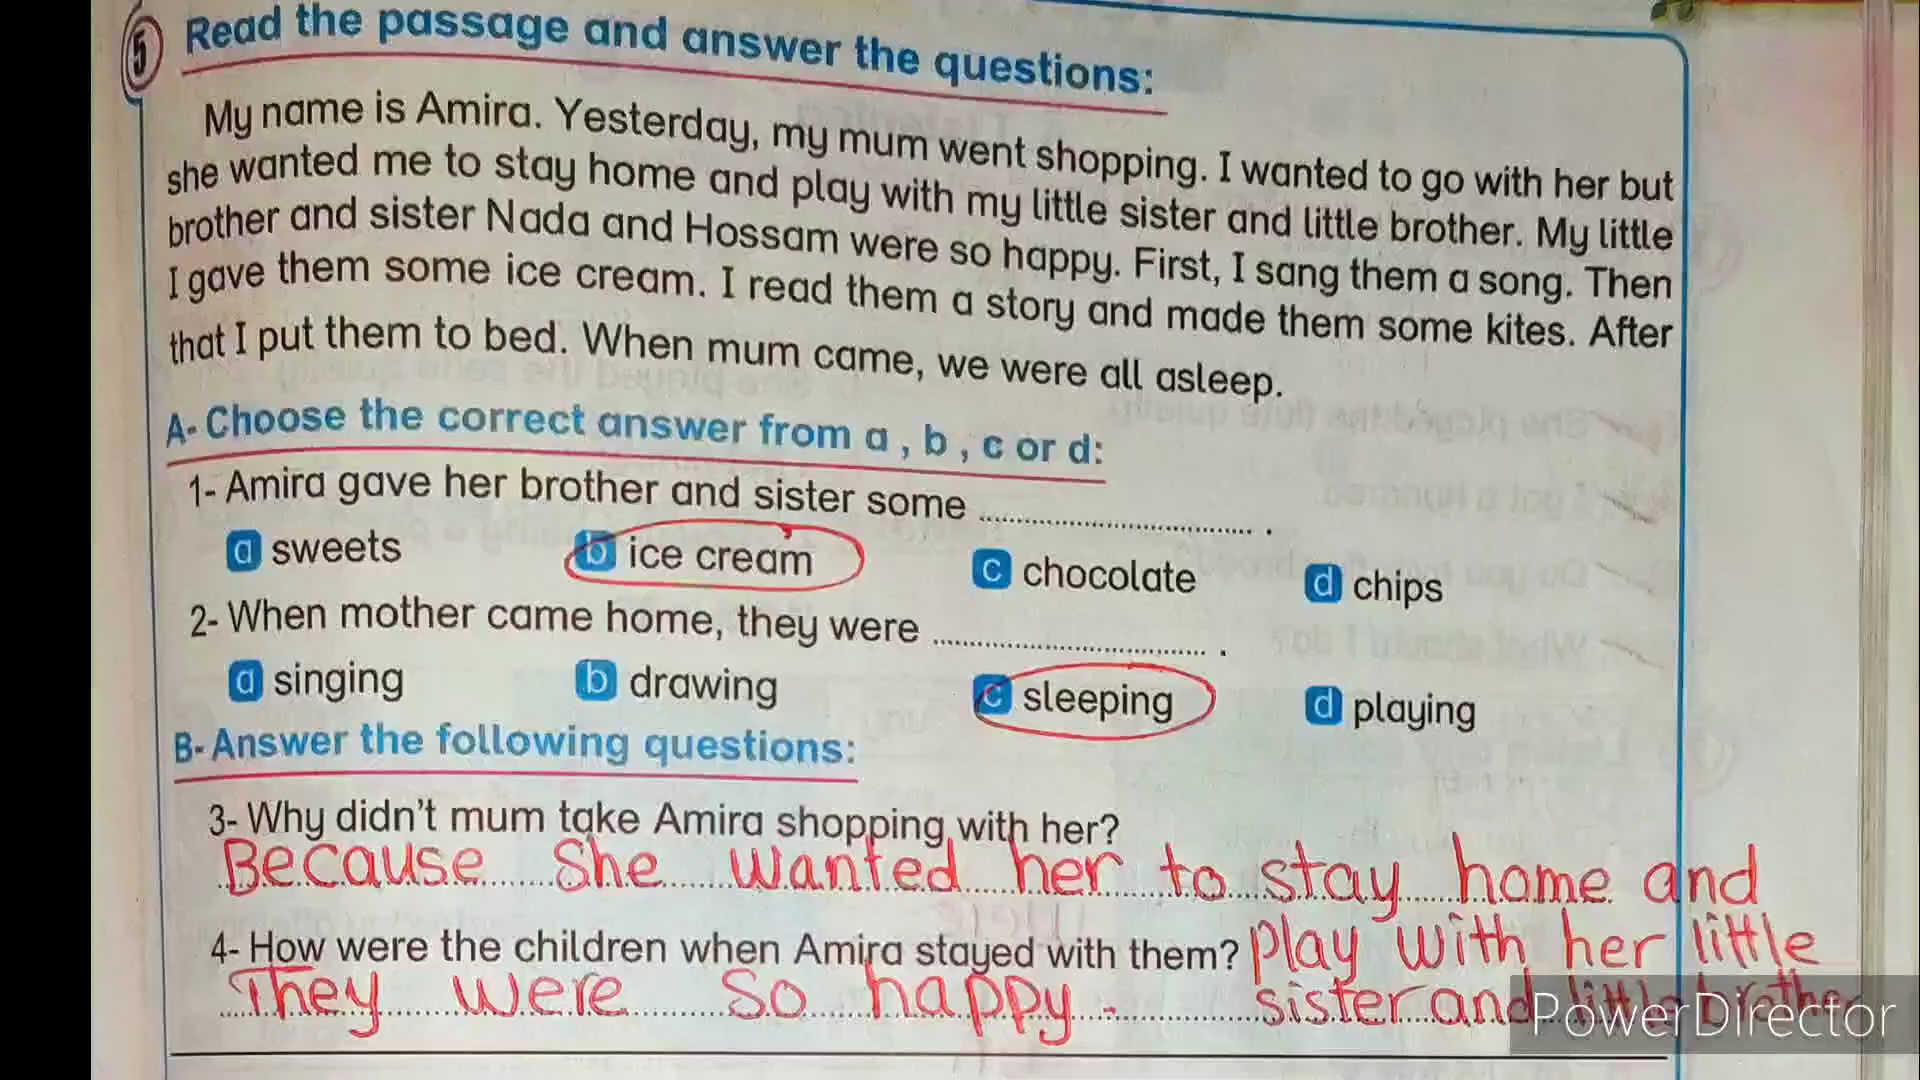 5 Read the passage and answer the questions:
My name is Amira. Yesterday, my mum went shopping. I wanted to go with her but
she wanted me to stay home and play with my little sister and little brother. My little
brother and sister Nada and Hossam were so happy. First, I sang them a song. Then
I gave them some ice cream. I read them a story and made them some kites. After
that I put them to bed. When mum came, we were all asleep.
A- Choose the correct answer from a , b , c or d:
1- Amira gave her brother and sister some .................................... .
a sweets b ice cream c chocolate d chips
2- When mother came home, they were .................................... .
a singing b drawing c sleeping d playing
B- Answer the following questions:
3- Why didn't mum take Amira shopping with her?
Because She wanted her to stay home and
play with her little
sister and little brother
4- How were the children when Amira stayed with them?
They were so happy.
PowerDirector